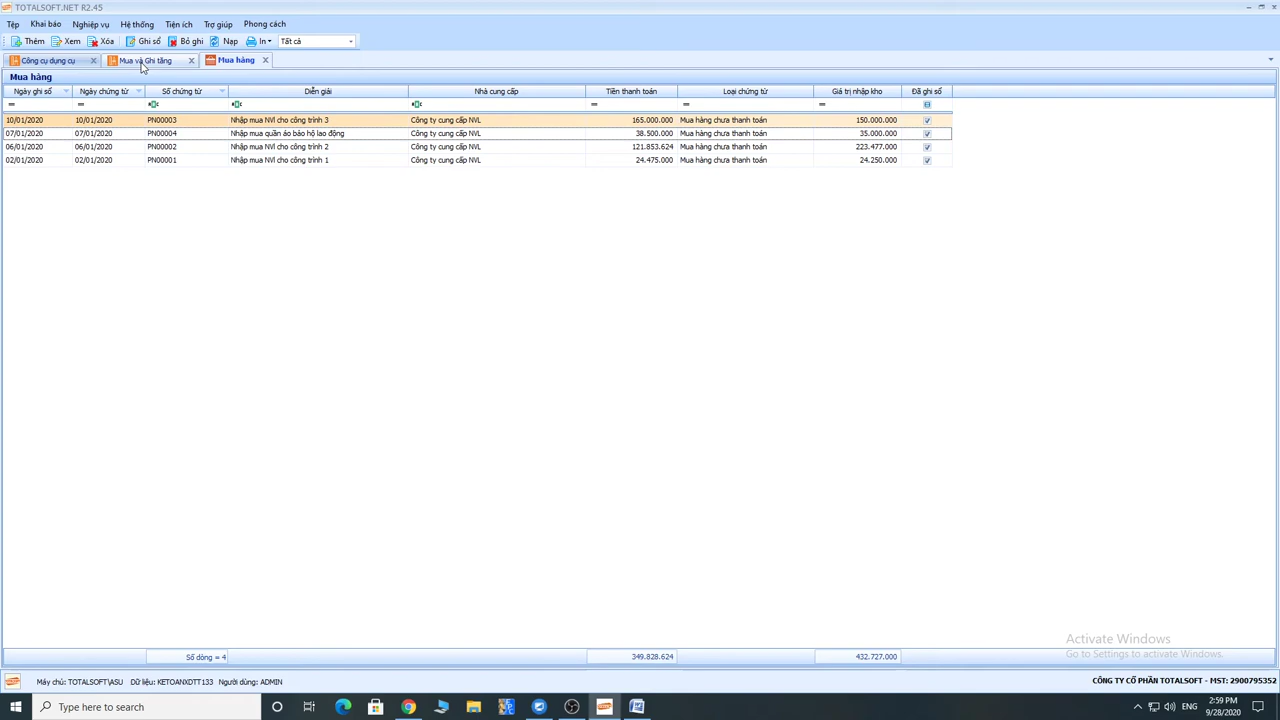 TOTALSOFT.NET R2.45
Tệp Khai báo Nghiệp vụ Hệ thống Tiện ích Trợ giúp Phong cách
Thêm Xem Xóa Ghi sổ Bỏ ghi Nạp In Tất cả
Công cụ dụng cụ Mua và Ghi tăng Mua hàng
Mua hàng
Ngày ghi sổ Ngày chứng từ Số chứng từ Diễn giải Nhà cung cấp Tiền thanh toán Loại chứng từ Giá trị nhập kho Đã ghi sổ
= = = = =
10/01/2020 10/01/2020 PN00003 Nhập mua NVl cho công trình 3 Công ty cung cấp NVL 165.000.000 Mua hàng chưa thanh toán 150.000.000
07/01/2020 07/01/2020 PN00004 Nhập mua quần áo bảo hộ lao động Công ty cung cấp NVL 38.500.000 Mua hàng chưa thanh toán 35.000.000
06/01/2020 06/01/2020 PN00002 Nhập mua NVl cho công trình 2 Công ty cung cấp NVL 121.853.624 Mua hàng chưa thanh toán 223.477.000
02/01/2020 02/01/2020 PN00001 Nhập mua NVl cho công trình 1 Công ty cung cấp NVL 24.475.000 Mua hàng chưa thanh toán 24.250.000
Activate Windows
Go to Settings to activate Windows.
Số dòng = 4 349.828.624 432.727.000
Máy chủ: TOTALSOFT\ASU Dữ liệu: KETOANXDTT133 Người dùng: ADMIN CÔNG TY CỔ PHẦN TOTALSOFT - MST: 2900795352
Type here to search ENG 2:59 PM
9/28/2020